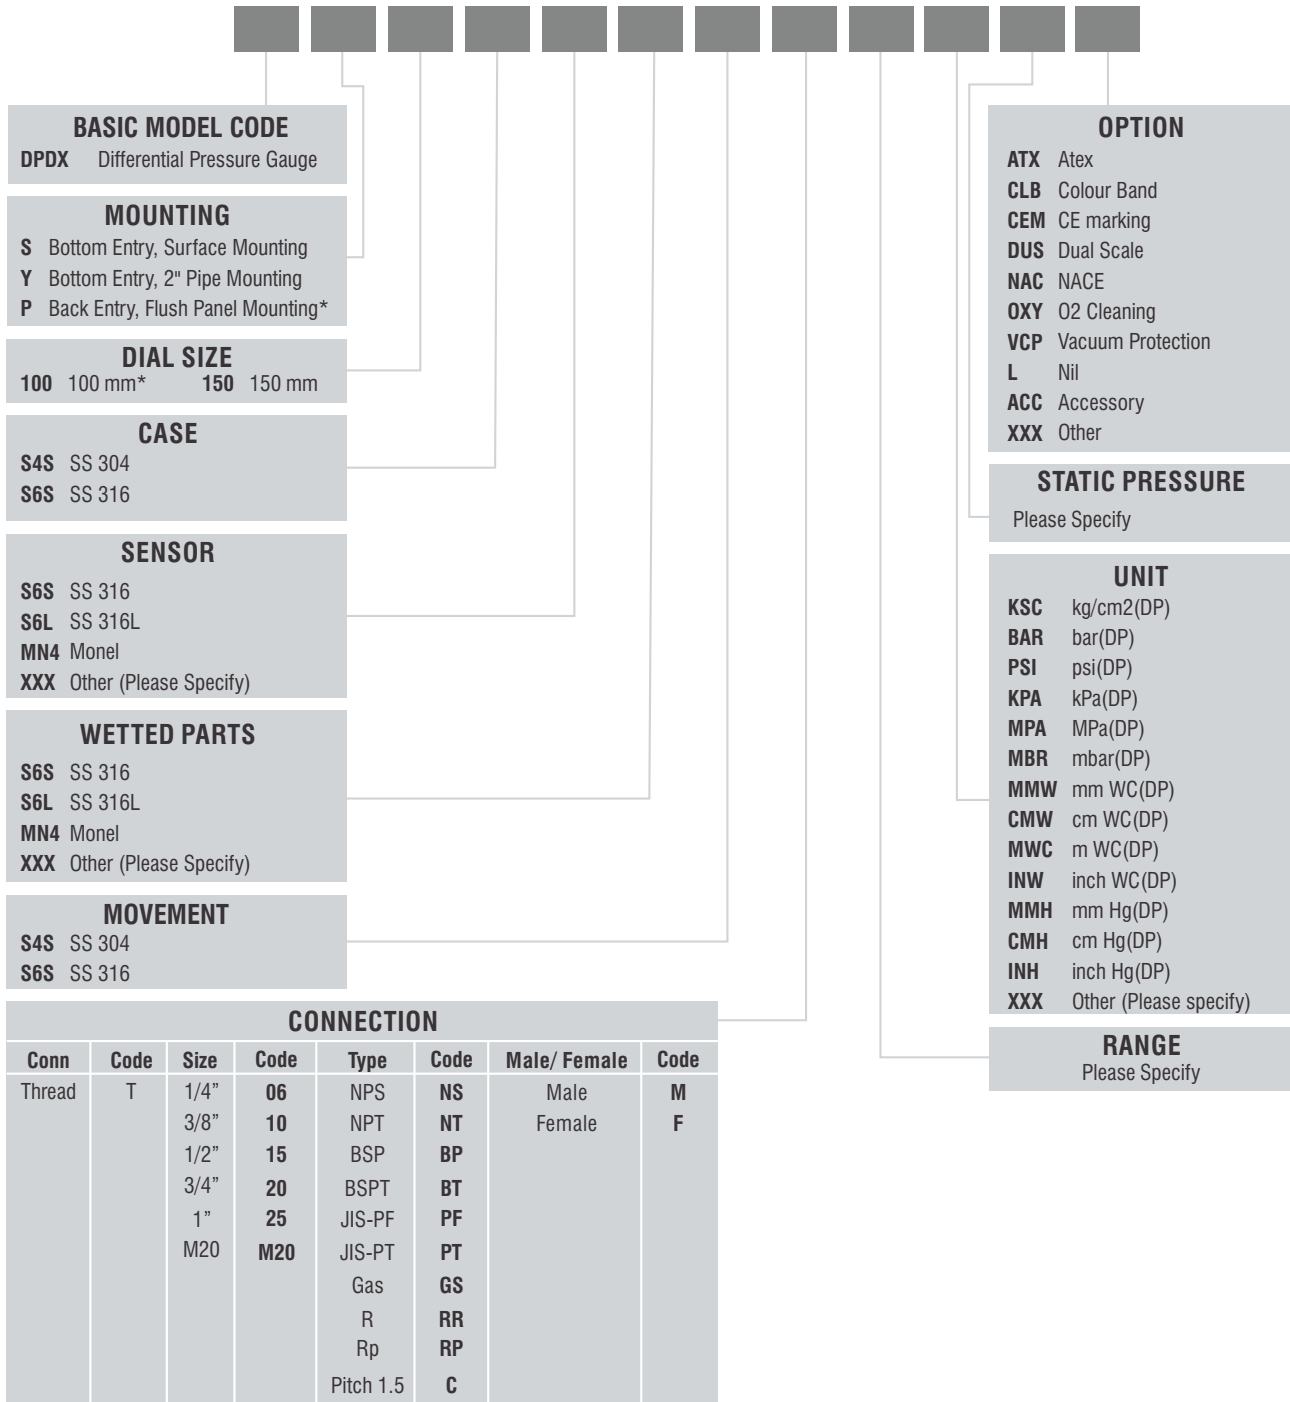 BASIC MODEL CODE
DPDX Differential Pressure Gauge
MOUNTING
S Bottom Entry, Surface Mounting
Y Bottom Entry, 2" Pipe Mounting
P Back Entry, Flush Panel Mounting*
DIAL SIZE
100 100 mm* 150 150 mm
CASE
S4S SS 304
S6S SS 316
SENSOR
S6S SS 316
S6L SS 316L
MN4 Monel
XXX Other (Please Specify)
WETTED PARTS
S6S SS 316
S6L SS 316L
MN4 Monel
XXX Other (Please Specify)
MOVEMENT
S4S SS 304
S6S SS 316
CONNECTION
Conn Code Size Code Type Code Male/ Female Code
Thread T 1/4” 06 NPS NS Male M
3/8” 10 NPT NT Female F
1/2” 15 BSP BP
3/4” 20 BSPT BT
1” 25 JIS-PF PF
M20 M20 JIS-PT PT
Gas GS
R RR
Rp RP
Pitch 1.5 C
OPTION
ATX Atex
CLB Colour Band
CEM CE marking
DUS Dual Scale
NAC NACE
OXY O2 Cleaning
VCP Vacuum Protection
L Nil
ACC Accessory
XXX Other
STATIC PRESSURE
Please Specify
UNIT
KSC kg/cm2(DP)
BAR bar(DP)
PSI psi(DP)
KPA kPa(DP)
MPA MPa(DP)
MBR mbar(DP)
MMW mm WC(DP)
CMW cm WC(DP)
MWC m WC(DP)
INW inch WC(DP)
MMH mm Hg(DP)
CMH cm Hg(DP)
INH inch Hg(DP)
XXX Other (Please specify)
RANGE
Please Specify